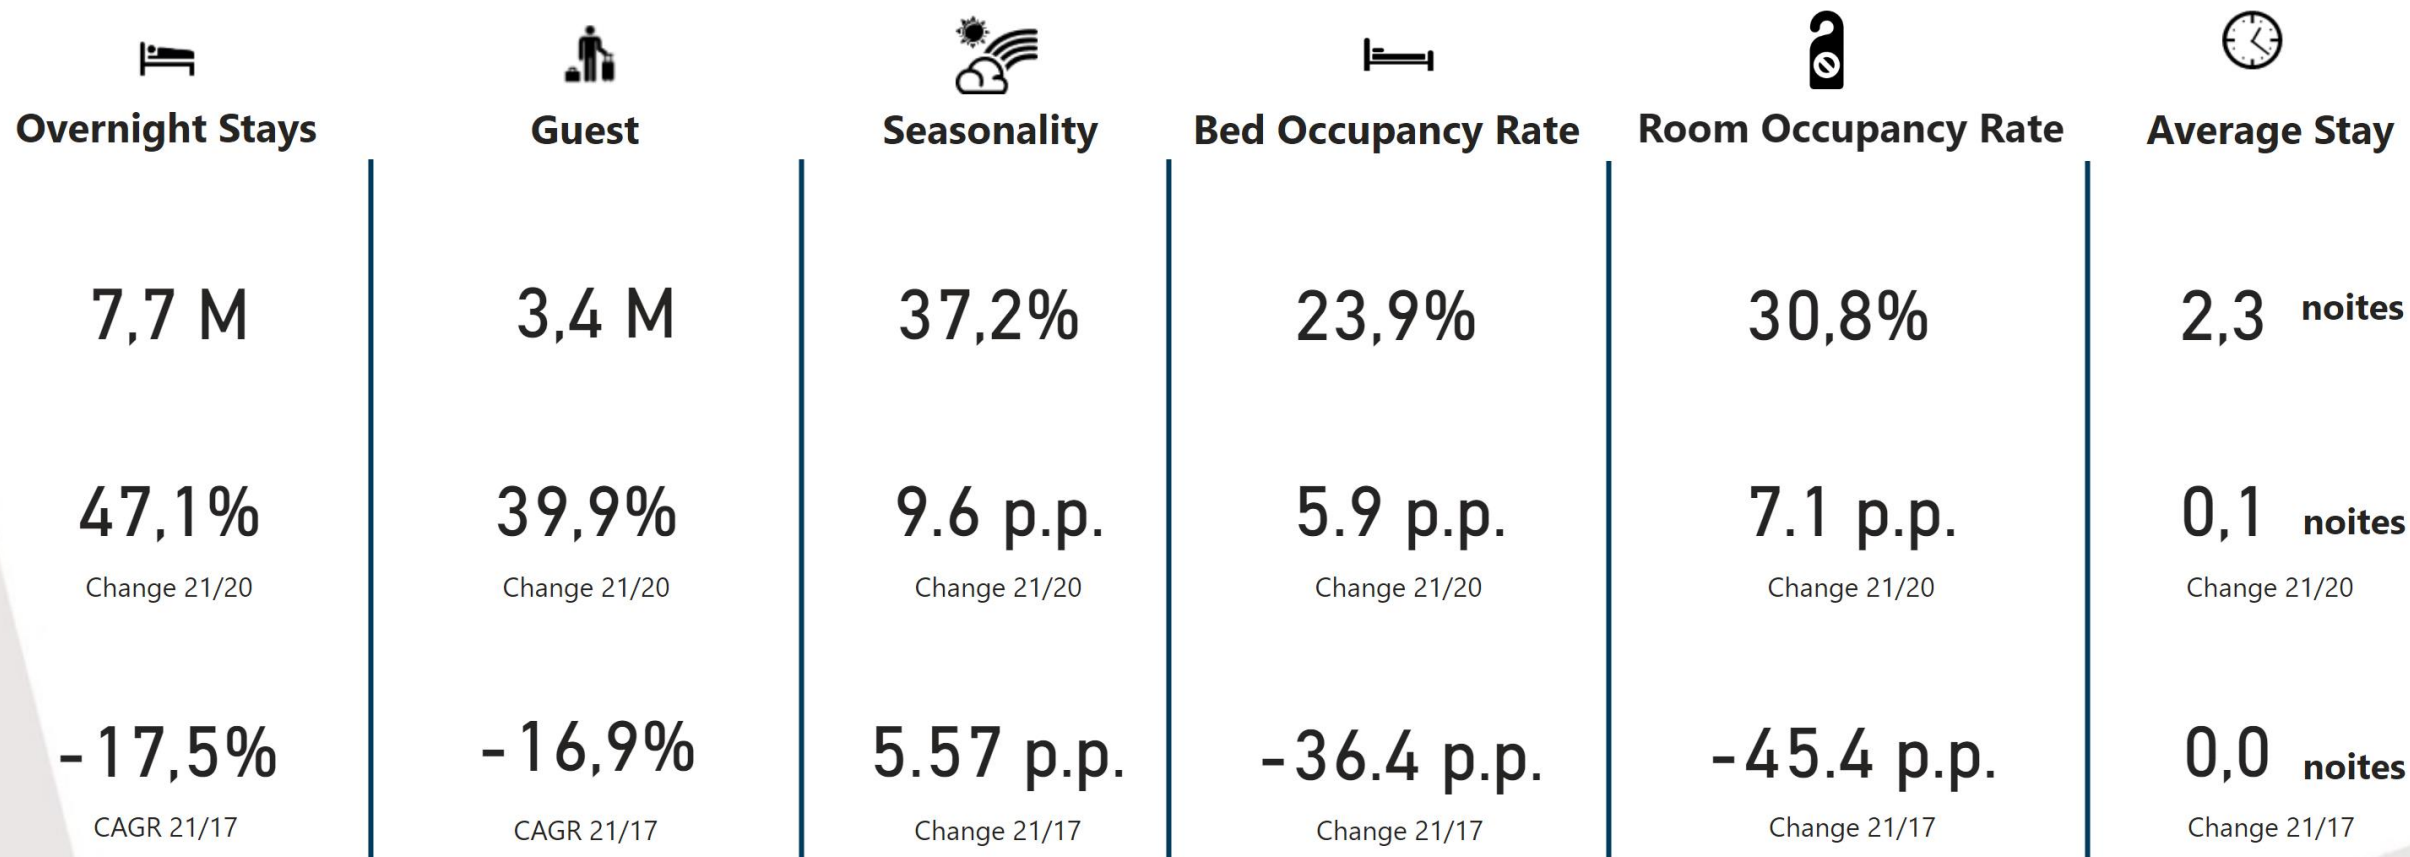 Overnight Stays
7,7 M
47,1%
Change 21/20
-17,5%
CAGR 21/17
Guest
3,4 M
39,9%
Change 21/20
-16,9%
CAGR 21/17
Seasonality
37,2%
9.6 p.p.
Change 21/20
5.57 p.p.
Change 21/17
Bed Occupancy Rate
23,9%
5.9 p.p.
Change 21/20
-36.4 p.p.
Change 21/17
Room Occupancy Rate
30,8%
7.1 p.p.
Change 21/20
-45.4 p.p.
Change 21/17
Average Stay
2,3 noites
0,1 noites
Change 21/20
0,0 noites
Change 21/17